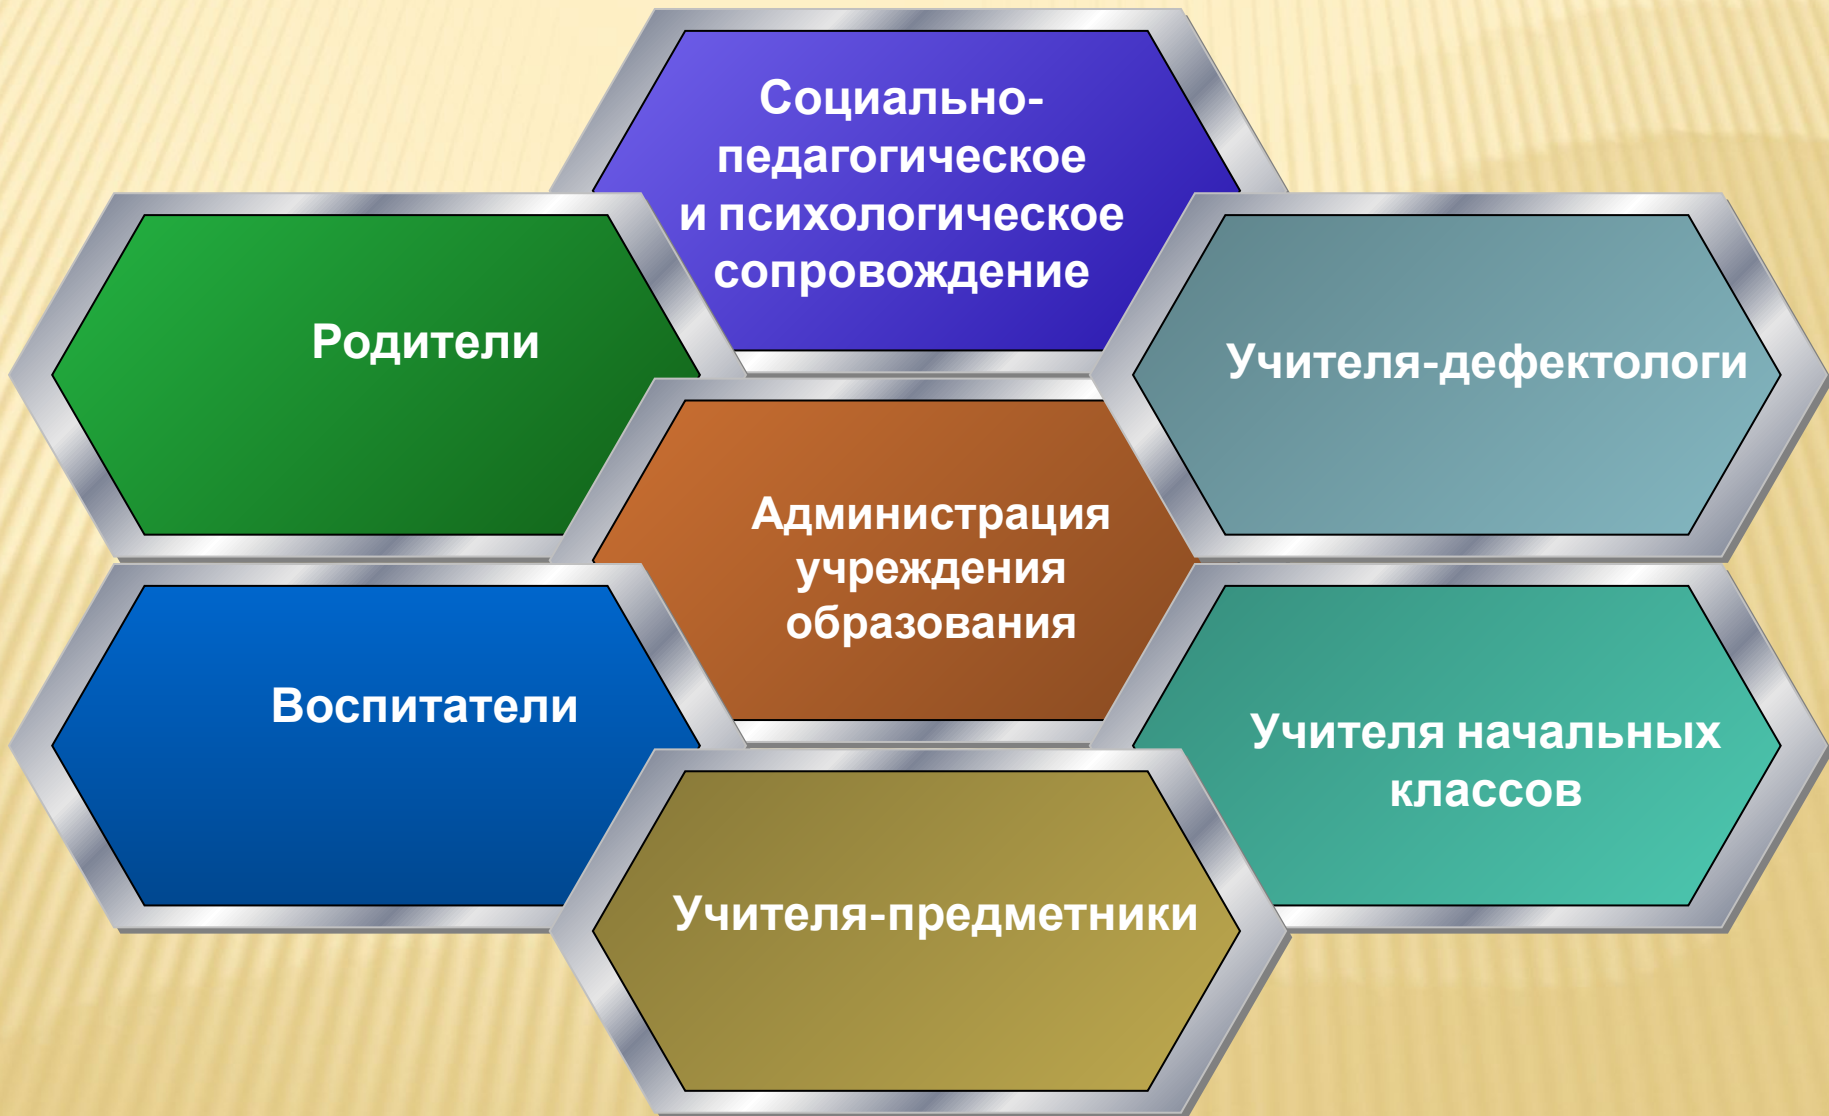 Социально-
педагогическое
и психологическое
сопровождение
Родители
Учителя-дефектологи
Администрация
учреждения
образования
Воспитатели
Учителя начальных
классов
Учителя-предметники